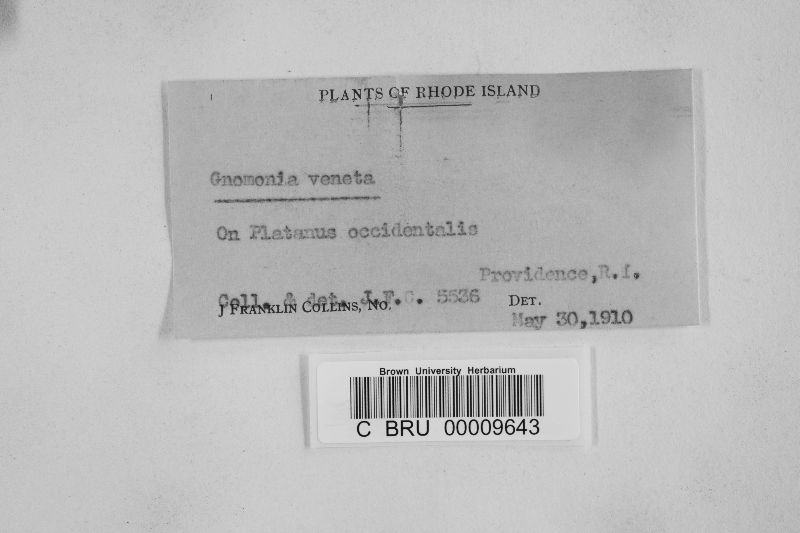 PLANTS OF RHODE ISLAND
Gnomonia veneta
On Platanus occidentalis
Providence,R.I.
Coll. & det. J.F.C. 5536
J FRANKLIN COLLINS, NO. DET.
May 30,1910
Brown University Herbarium
C BRU 00009643